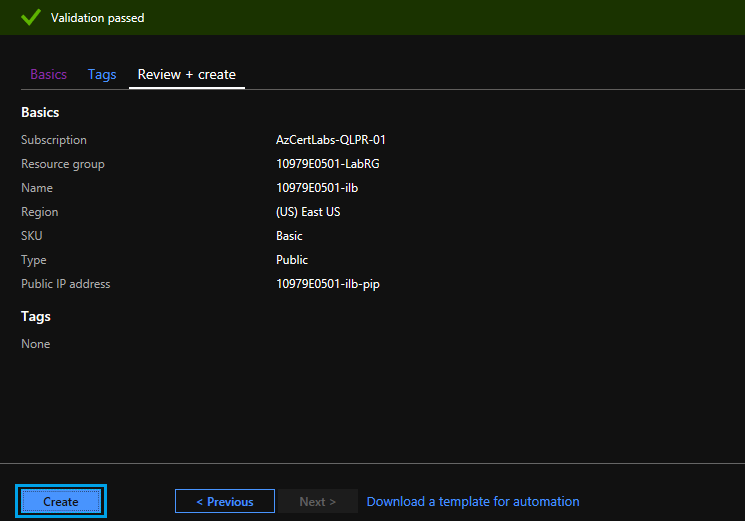 Validation passed
Basics Tags Review + create
Basics
Subscription AzCertLabs-QLPR-01
Resource group 10979E0501-LabRG
Name 10979E0501-ilb
Region (US) East US
SKU Basic
Type Public
Public IP address 10979E0501-ilb-pip
Tags
None
Create < Previous Next > Download a template for automation